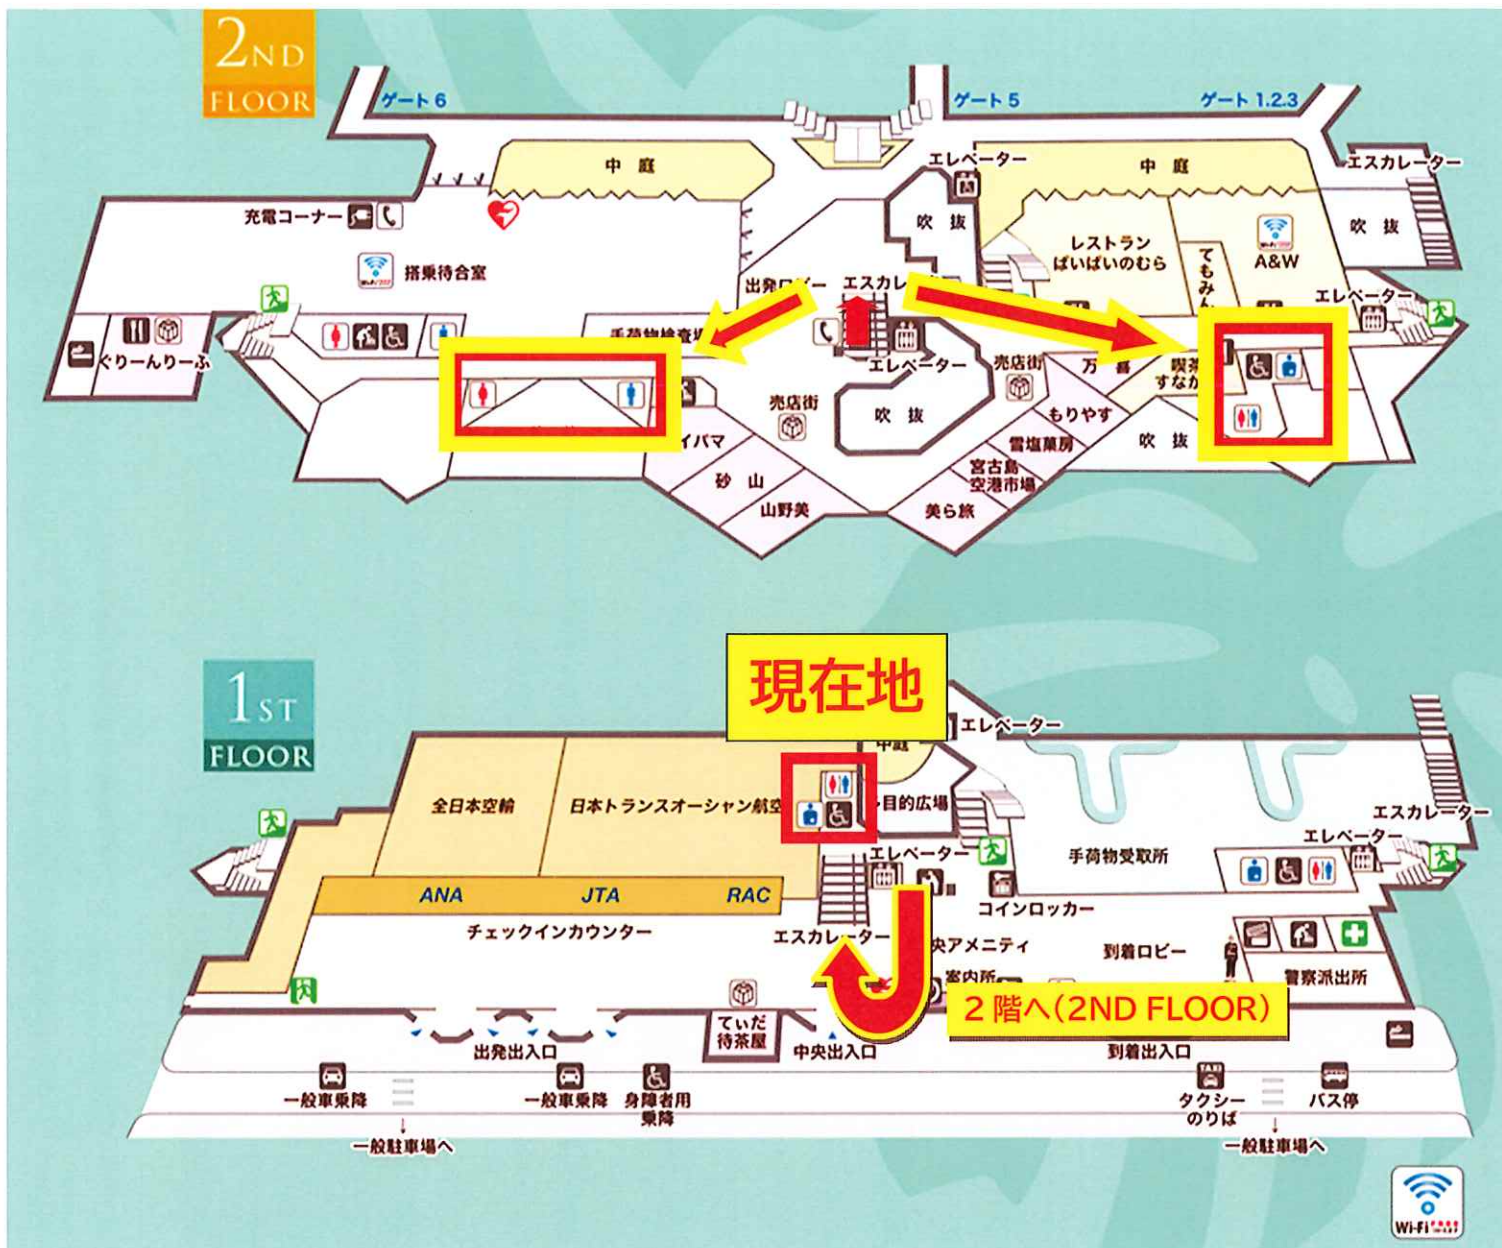 2ND
FLOOR
ゲート 6
ゲート 5
ゲート 1.2.3
中 庭
エレベーター
中 庭
エスカレーター
充電コーナー
吹 抜
レストラン
ぱいぱいのむら
Wi-Fi
A&W
吹 抜
てもみん
搭乗待合室
Wi-Fi
出発ロビー
エスカレ
エレベーター
手荷物検査場
ぐりーんりーふ
エレベーター
売店街
万 喜
喫茶
すなか
売店街
吹 抜
もりやす
イバマ
雪塩菓房
吹 抜
砂 山
宮古島
空港市場
山野美
美ら旅
現在地
1ST
FLOOR
エレベーター
中庭
全日本空輸
日本トランスオーシャン航空
多目的広場
エスカレーター
エレベーター
エレベーター
手荷物受取所
ANA
JTA
RAC
コインロッカー
チェックインカウンター
エスカレーター
央アメニティ
到着ロビー
案内所
警察派出所
2階へ(2ND FLOOR)
てぃだ
待茶屋
出発出入口
中央出入口
到着出入口
一般車乗降
一般車乗降
身障者用
乗降
TAXI
タクシー
のりば
バス停
一般駐車場へ
一般駐車場へ
Wi-Fi